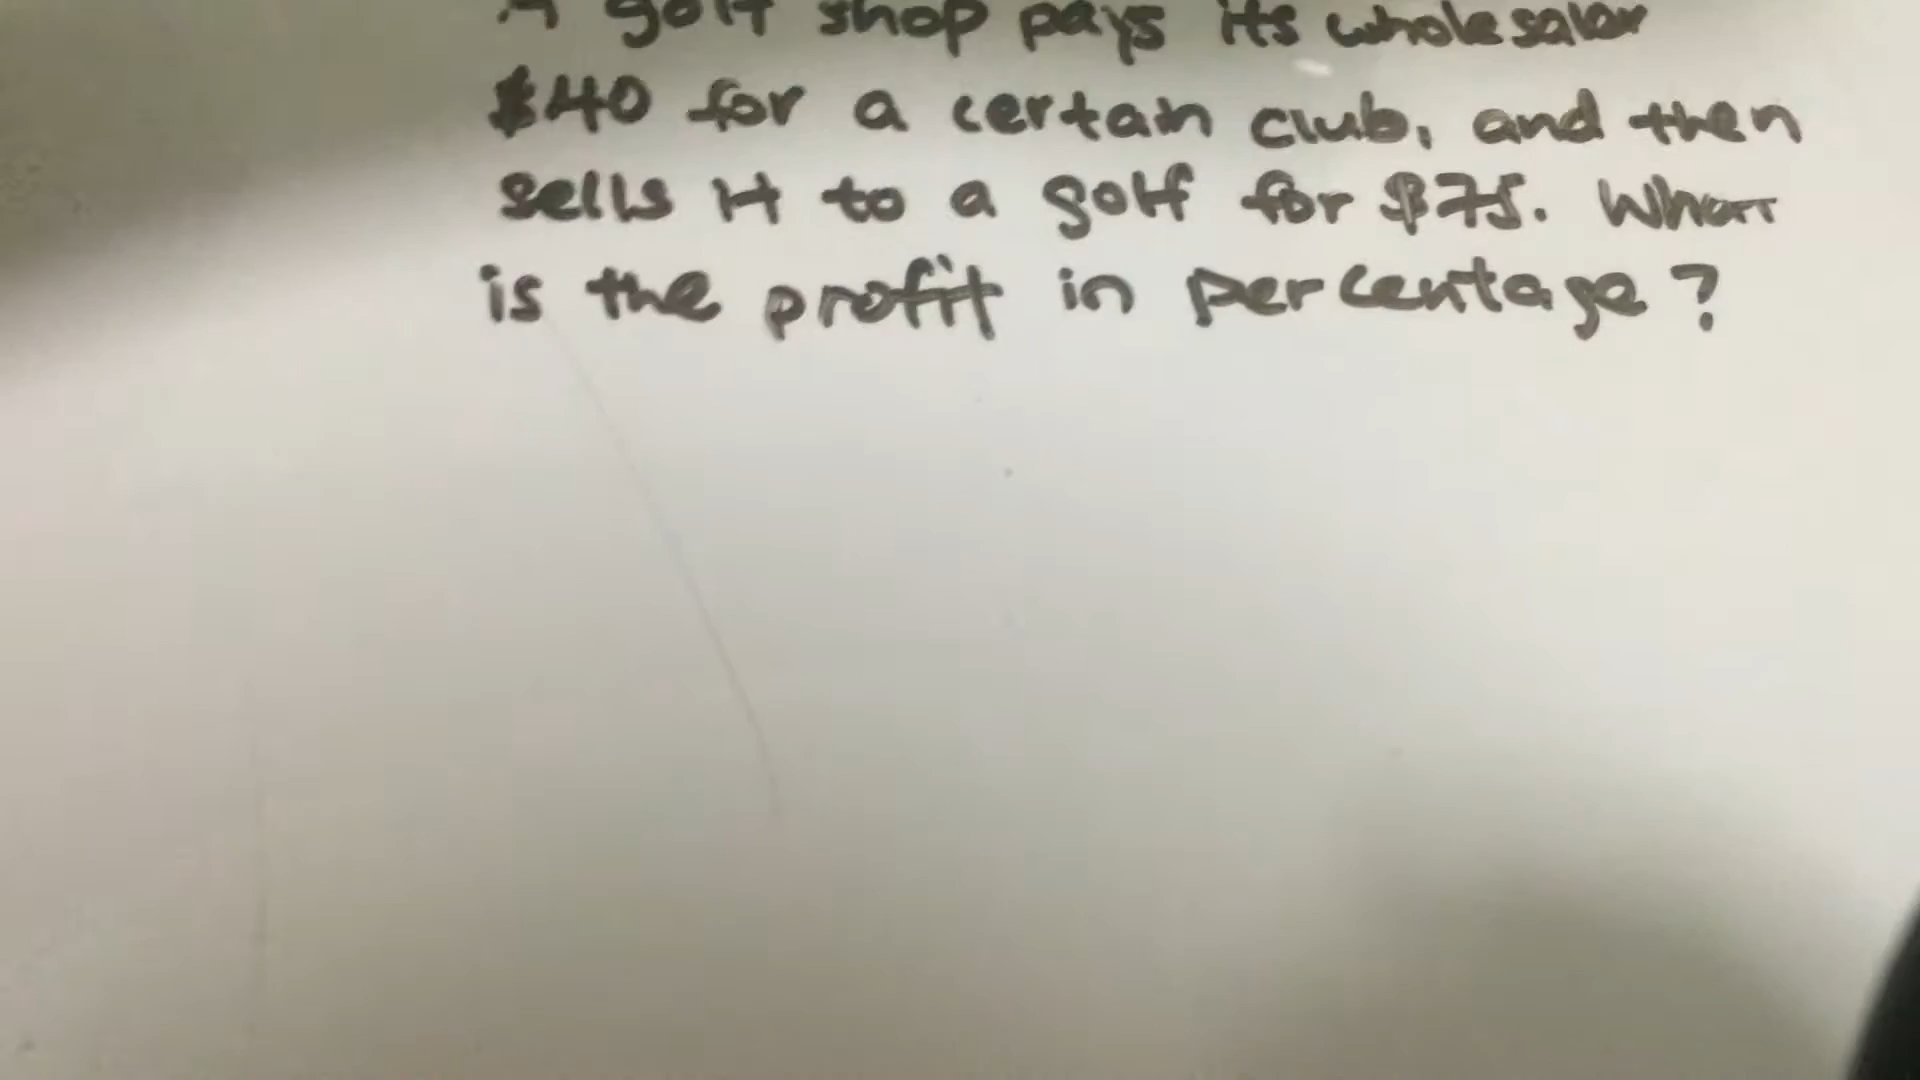 A golf shop pays its wholesaler
$40 for a certain club, and then
sells it to a golf for $75. What
is the profit in percentage?